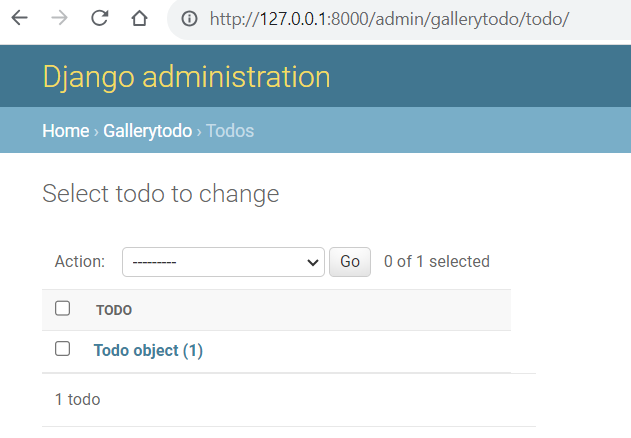 http://127.0.0.1:8000/admin/gallerytodo/todo/
Django administration
Home › Gallerytodo › Todos
Select todo to change
Action: --------- Go 0 of 1 selected
TODO
Todo object (1)
1 todo